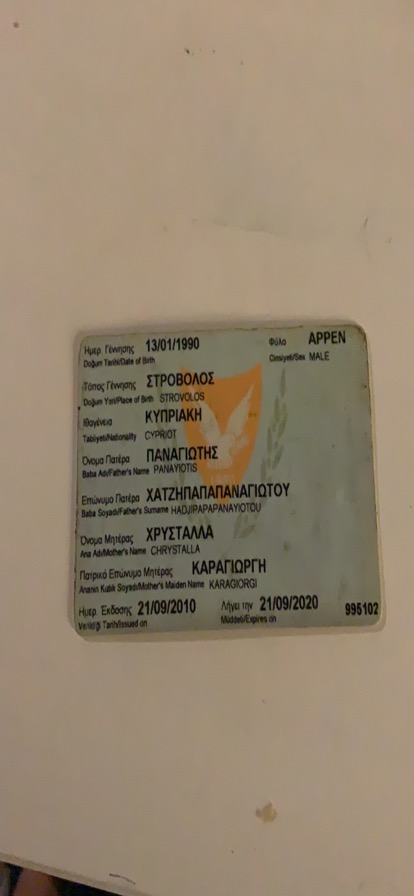 Ημερ. Γέννησης 13/01/1990 Φύλο ΑΡΡΕΝ
Doğum Tarihi/Date of Birth Cinsiyet/Sex MALE
Τόπος Γέννησης ΣΤΡΟΒΟΛΟΣ
Doğum Yeri/Place of Birth STROVOLOS
Ιθαγένεια ΚΥΠΡΙΑΚΗ
Tabiiyeti/Nationality CYPRIOT
Όνομα Πατέρα ΠΑΝΑΓΙΩΤΗΣ
Baba Adı/Father's Name PANAYIOTIS
Επώνυμο Πατέρα ΧΑΤΖΗΠΑΠΑΠΑΝΑΓΙΩΤΟΥ
Baba Soyadı/Father's Surname HADJIPAPAPANAYIOTOU
Όνομα Μητέρας ΧΡΥΣΤΑΛΛΑ
Ana Adı/Mother's Name CHRYSTALLA
Πατρικό Επώνυμο Μητέρας ΚΑΡΑΓΙΩΡΓΗ
Ananın Kızlık Soyadı/Mother's Maiden Name KARAGIORGI
Ημερ. Εκδοσης 21/09/2010 Λήγει την 21/09/2020 995102
Verildiği Tarih/Issued on Müddeti/Expires on